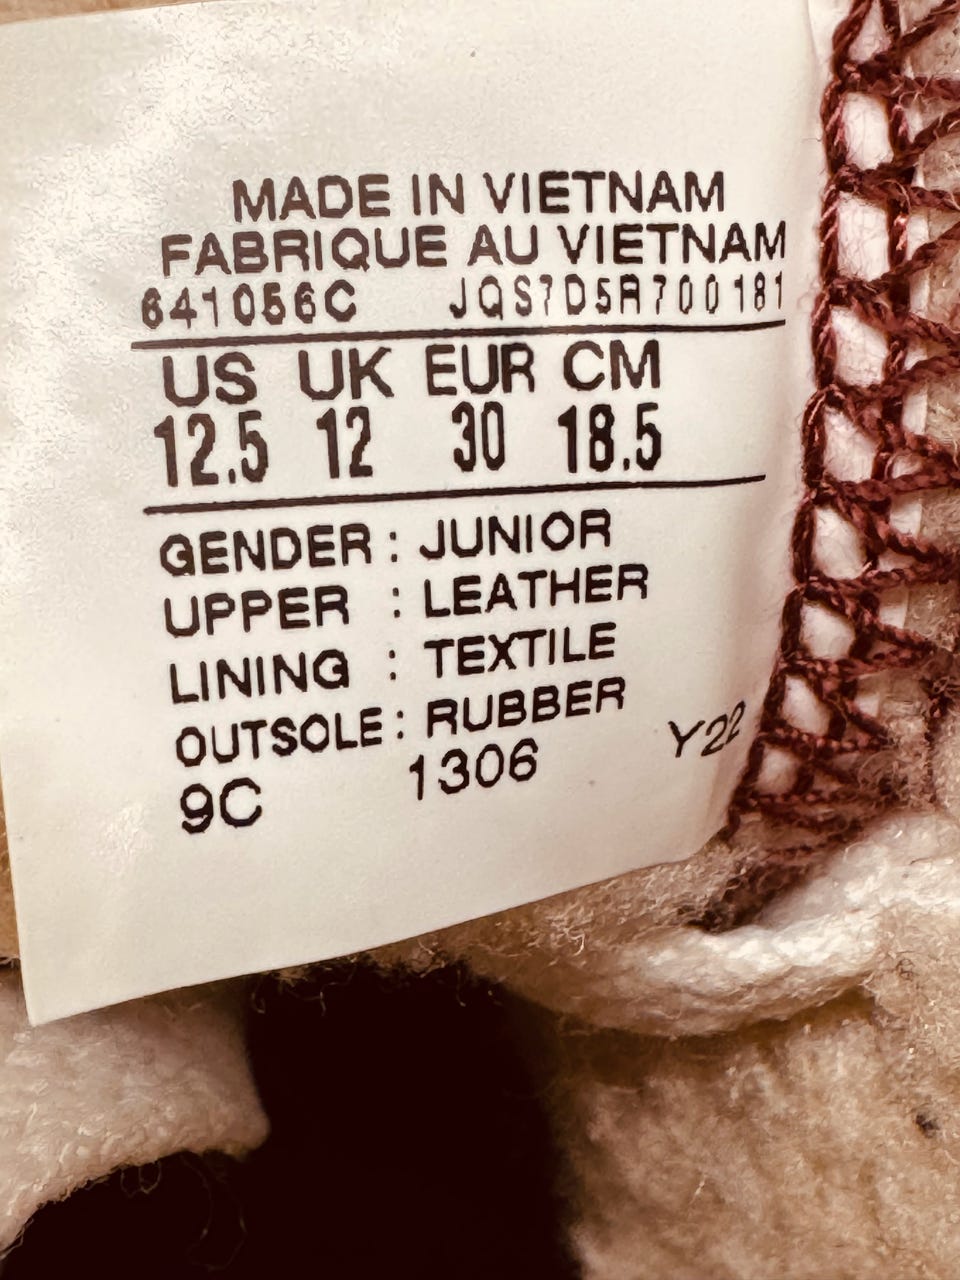 MADE IN VIETNAM
FABRIQUE AU VIETNAM
641056C JQS7D5R700181
US UK EUR CM
12.5 12 30 18.5
GENDER : JUNIOR
UPPER : LEATHER
LINING : TEXTILE
OUTSOLE : RUBBER
9C 1306 Y22